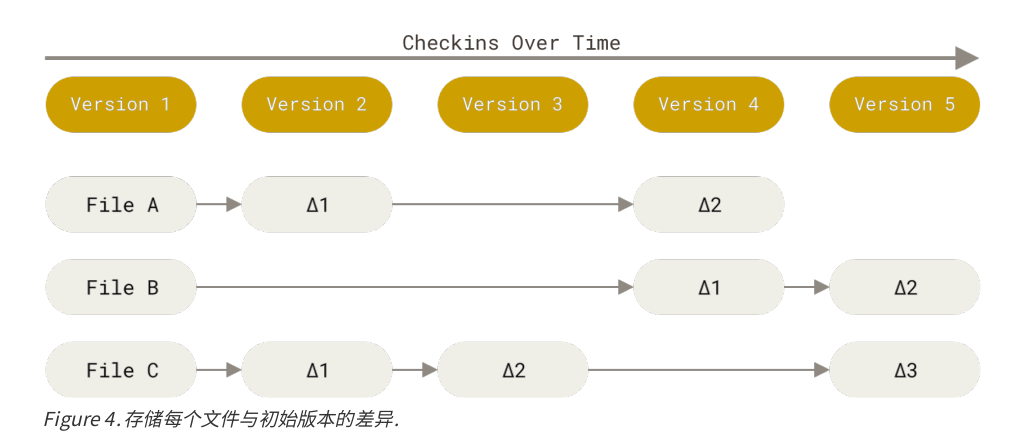 Checkins Over Time
Version 1 Version 2 Version 3 Version 4 Version 5
File A Δ1 Δ2
File B Δ1 Δ2
File C Δ1 Δ2 Δ3
Figure 4. 存储每个文件与初始版本的差异.